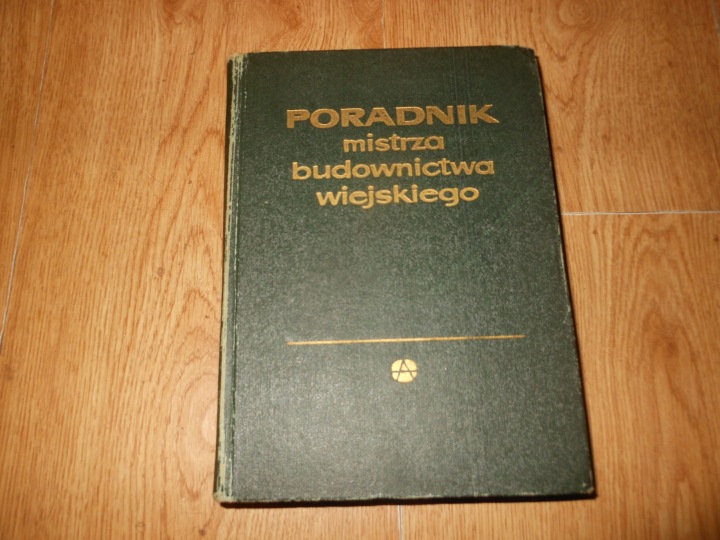 PORADNIK
mistrza
budownictwa
wiejskiego